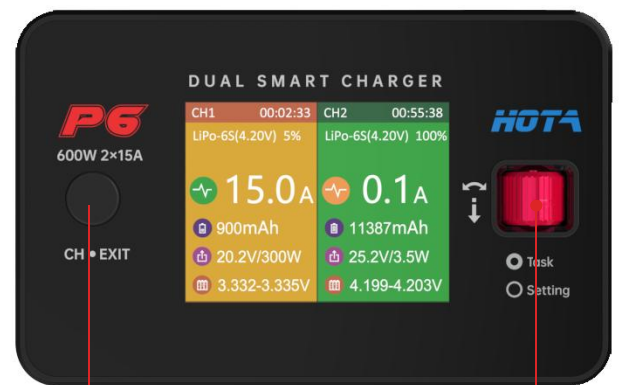 DUAL SMART CHARGER
P6
600W 2×15A
CH • EXIT
CH1 00:02:33
LiPo-6S(4.20V) 5%
15.0A
900mAh
20.2V/300W
3.332-3.335V
CH2 00:55:38
LiPo-6S(4.20V) 100%
0.1A
11387mAh
25.2V/3.5W
4.199-4.203V
HOTA
Task
Setting